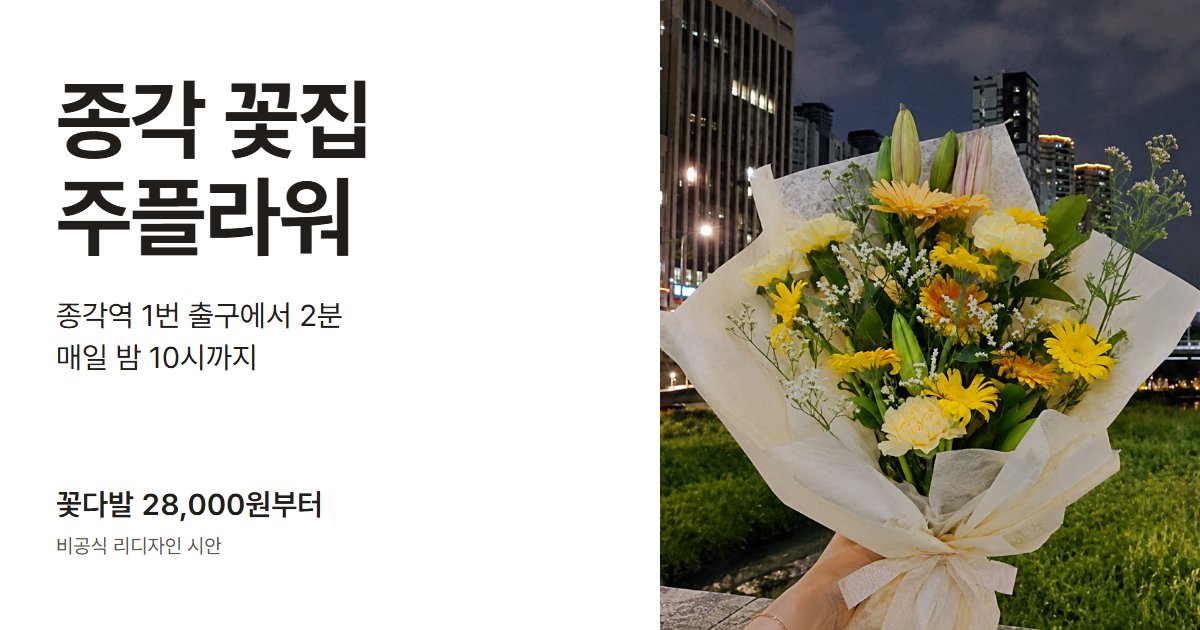 종각 꽃집
주플라워
종각역 1번 출구에서 2분
매일 밤 10시까지
꽃다발 28,000원부터
비공식 리디자인 시안